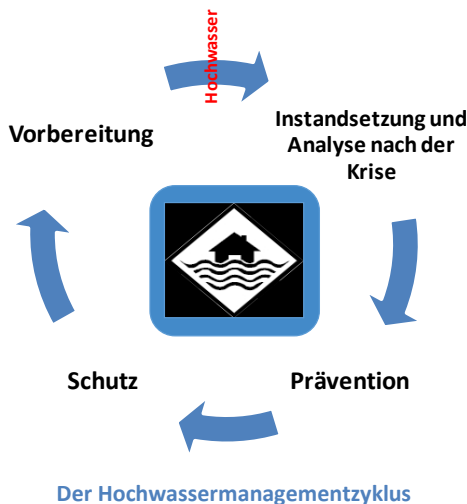 Hochwasser
Vorbereitung
Instandsetzung und
Analyse nach der
Krise
Schutz
Prävention
Der Hochwassermanagementzyklus